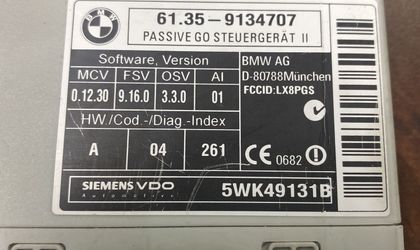 BMW
61.35-9134707
PASSIVE GO STEUERGERÄT II
Software, Version
MCV FSV OSV AI
0.12.30 9.16.0 3.3.0 01
HW./Cod.-/Diag.-Index
A 04 261
BMW AG
D-80788München
FCCID:LX8PGS
CE 0682 !
SIEMENS VDO
Automotive
5WK49131B